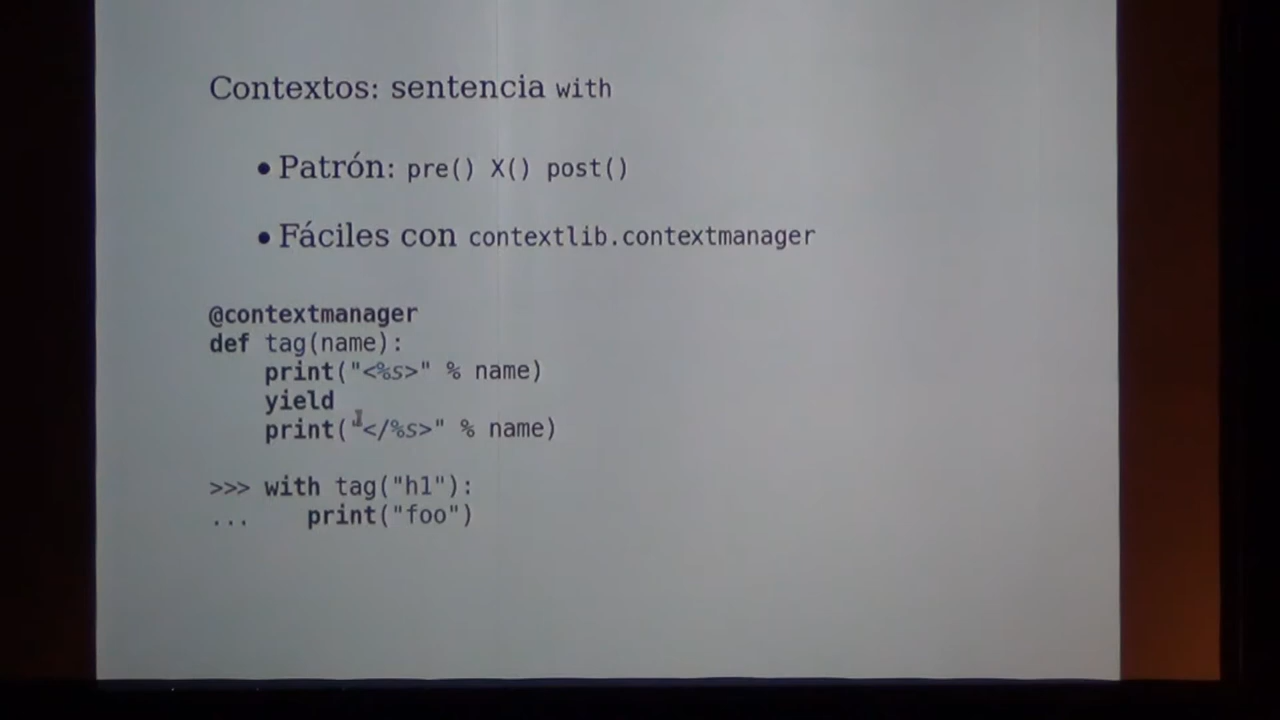 Contextos: sentencia with
• Patrón: pre() X() post()
• Fáciles con contextlib.contextmanager
@contextmanager
def tag(name):
    print("<%s>" % name)
    yield
    print("</%s>" % name)
>>> with tag("h1"):
...    print("foo")